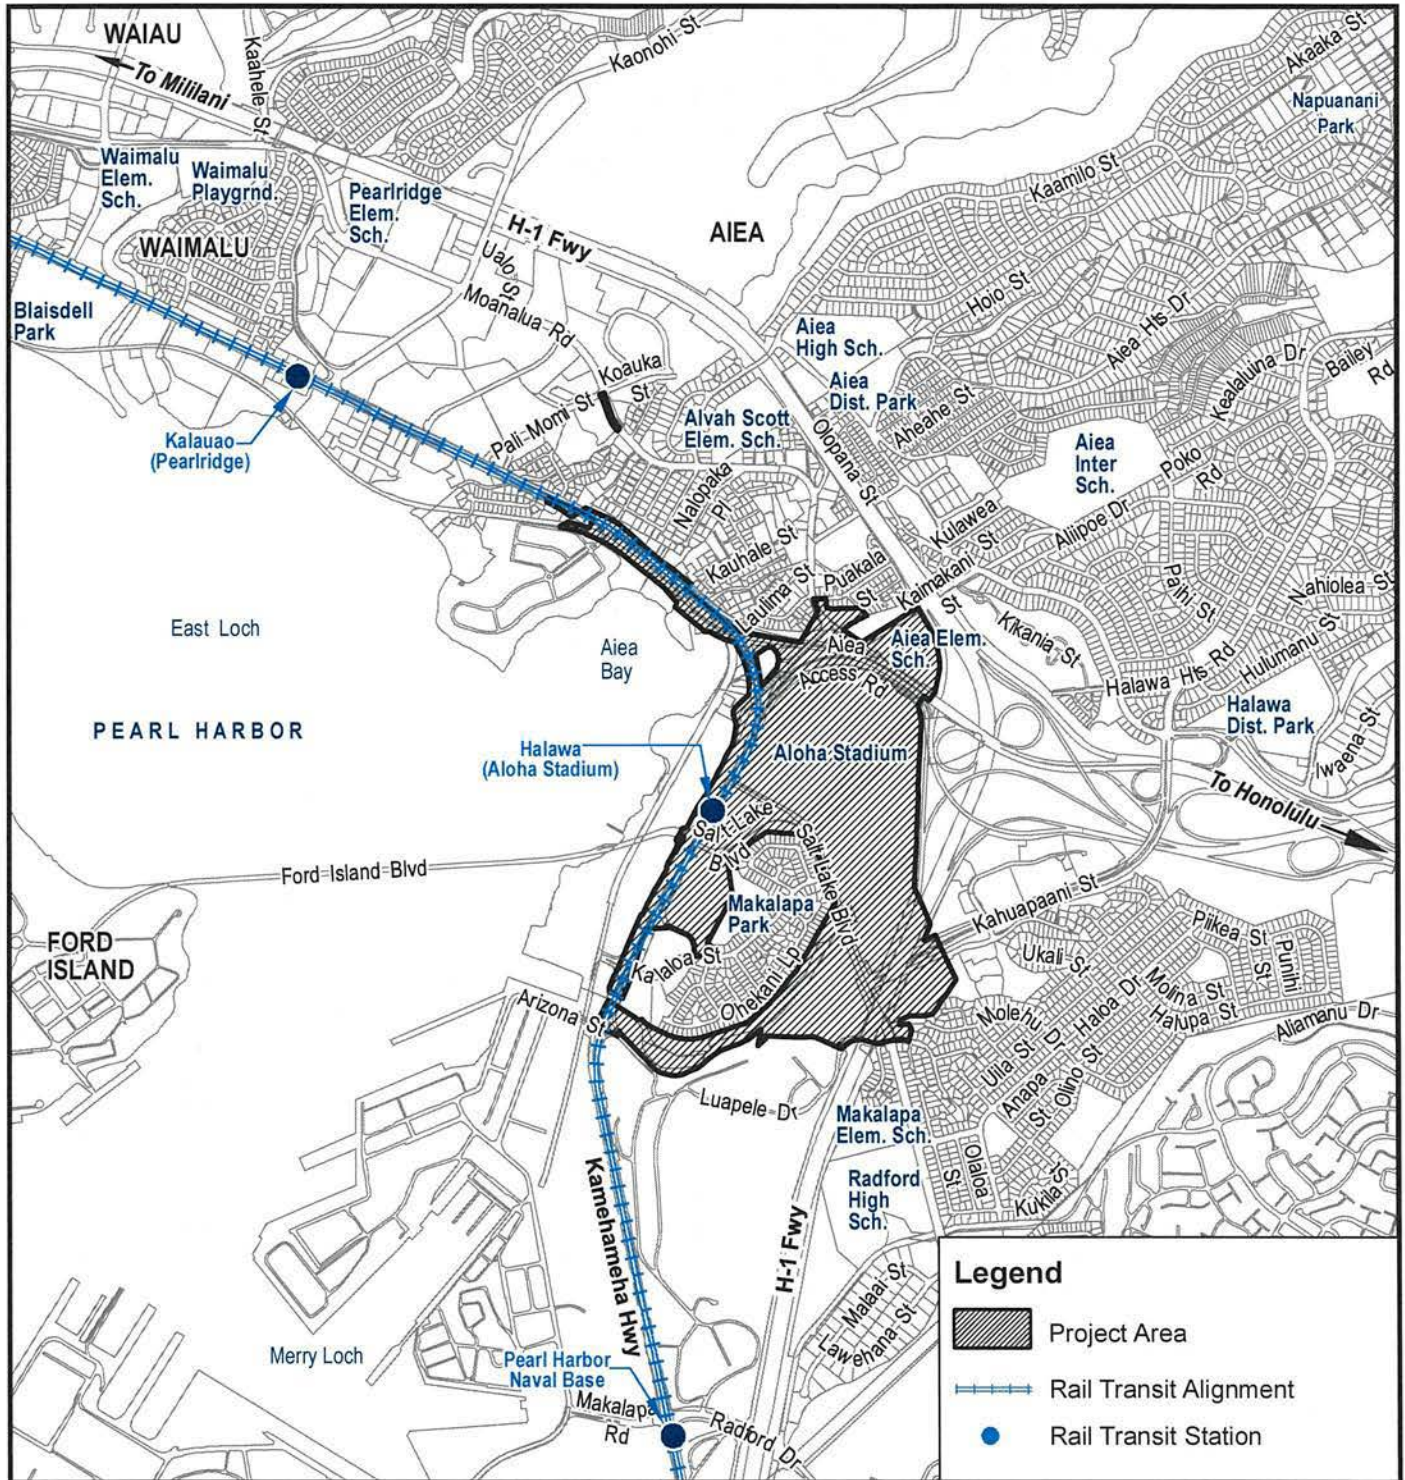 WAIAU
To Mililani
Kaahele St
Kaonohi St
Akaaka St
Napuanani
Park
Waimalu
Elem.
Sch.
Waimalu
Playgrnd.
Pearlridge
Elem.
Sch.
Kaamilo St
WAIMALU
H-1 Fwy
AIEA
Ualo St
Moanalua Rd
Hoio St
Aiea Hts Dr
Blaisdell
Park
Aiea
High Sch.
Kealaluina Dr
Bailey
Rd
Koauka
St
Aiea
Dist. Park
Aheahe St
Pali Momi St
Alvah Scott
Elem. Sch.
Olopana St
Kalauao
(Pearlridge)
Aiea
Inter
Sch.
Poko
Rd
Nalopaka
Pl
Kulawea
Aliipoe Dr
Kauhale St
Laulima St
Puakala
St
Kaimakani St
St
Paihi St
Nahiolea St
East Loch
Aiea
Bay
Aiea
Access Rd
Aiea Elem.
Sch.
Kikania St
Hulumanu St
Halawa Hts Rd
PEARL HARBOR
Halawa
Dist. Park
Iwaena St
Halawa
(Aloha Stadium)
Aloha Stadium
To Honolulu
Salt Lake
Blvd
Salt Lake Blvd
Ford Island Blvd
Makalapa
Park
Kahuapaani St
FORD
ISLAND
Kalaloa St
Ohekani Lp
Ukali St
Piikea St
Punihi
St
Molina St
Halupa St
Arizona St
Molehu Dr
Haloa Dr
Aliamanu Dr
Ulila St
Anapa
St
Olino St
Luapele Dr
Makalapa
Elem. Sch.
Olaloa
St
Kukila St
Radford
High
Sch.
Kamehameha Hwy
H-1 Fwy
Malaai St
Lawehana St
Merry Loch
Pearl Harbor
Naval Base
Makalapa
Rd
Radford Dr
Legend
Project Area
Rail Transit Alignment
Rail Transit Station